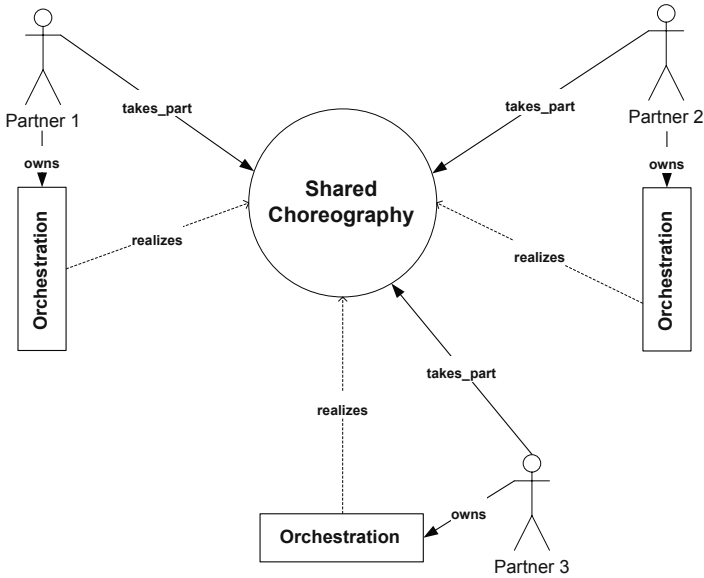 Partner 1
takes_part
owns
Orchestration
realizes
Shared
Choreography
takes_part
Partner 2
owns
Orchestration
realizes
takes_part
realizes
Orchestration
owns
Partner 3